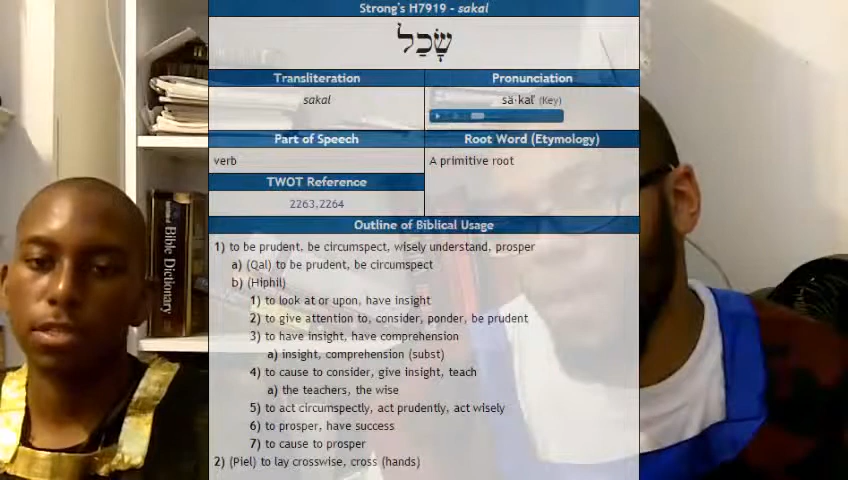 Strong's H7919 - sakal
שָׂכַל
Transliteration
Pronunciation
sakal
sä·kal' (Key)
Part of Speech
Root Word (Etymology)
verb
A primitive root
TWOT Reference
2263,2264
Outline of Biblical Usage
1) to be prudent, be circumspect, wisely understand, prosper
a) (Qal) to be prudent, be circumspect
b) (Hiphil)
1) to look at or upon, have insight
2) to give attention to, consider, ponder, be prudent
3) to have insight, have comprehension
a) insight, comprehension (subst)
4) to cause to consider, give insight, teach
a) the teachers, the wise
5) to act circumspectly, act prudently, act wisely
6) to prosper, have success
7) to cause to prosper
2) (Piel) to lay crosswise, cross (hands)
Bible Dictionary